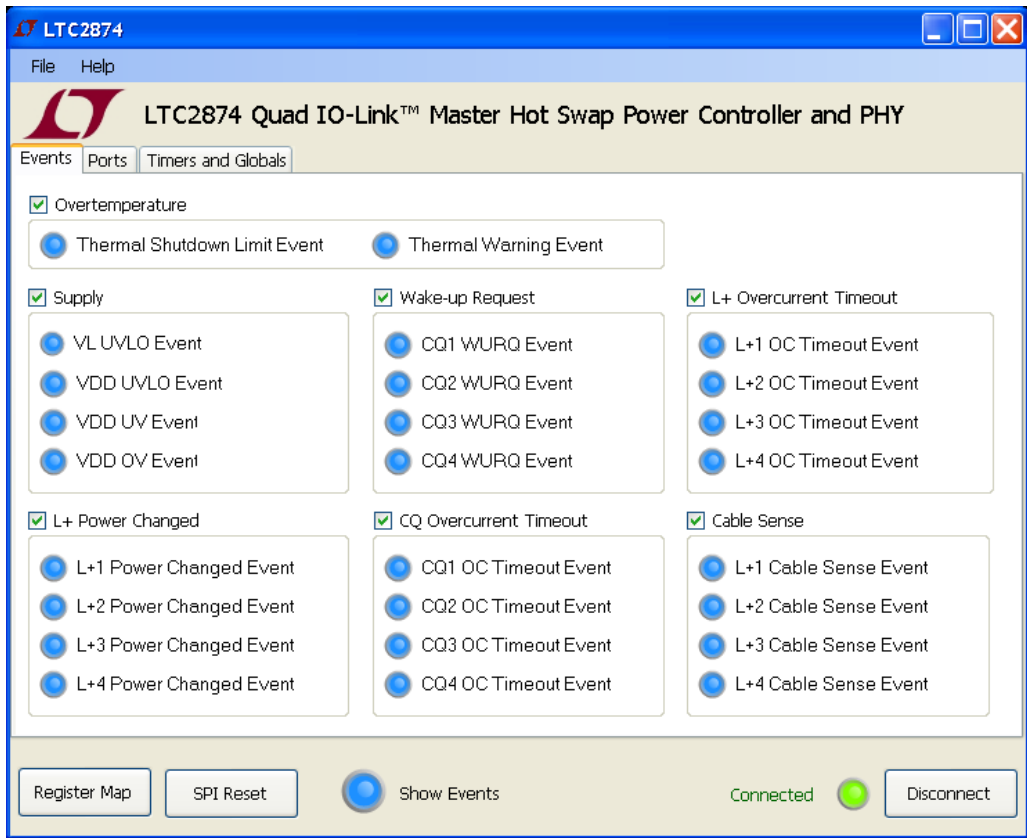 LTC2874
File Help
LTC2874 Quad IO-Link™ Master Hot Swap Power Controller and PHY
Events Ports Timers and Globals
Overtemperature
Thermal Shutdown Limit Event Thermal Warning Event
Supply
VL UVLO Event
VDD UVLO Event
VDD UV Event
VDD OV Event
Wake-up Request
CQ1 WURQ Event
CQ2 WURQ Event
CQ3 WURQ Event
CQ4 WURQ Event
L+ Overcurrent Timeout
L+1 OC Timeout Event
L+2 OC Timeout Event
L+3 OC Timeout Event
L+4 OC Timeout Event
L+ Power Changed
L+1 Power Changed Event
L+2 Power Changed Event
L+3 Power Changed Event
L+4 Power Changed Event
CQ Overcurrent Timeout
CQ1 OC Timeout Event
CQ2 OC Timeout Event
CQ3 OC Timeout Event
CQ4 OC Timeout Event
Cable Sense
L+1 Cable Sense Event
L+2 Cable Sense Event
L+3 Cable Sense Event
L+4 Cable Sense Event
Register Map SPI Reset Show Events Connected Disconnect